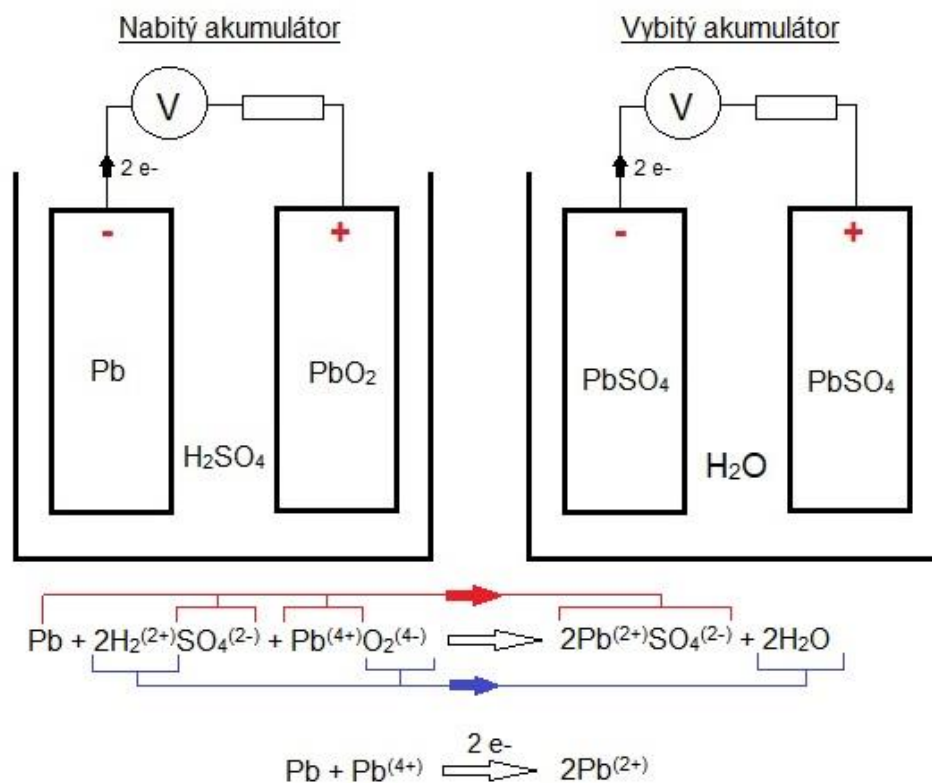 Nabitý akumulátor
V
2 e-
-
+
Pb
PbO₂
H₂SO₄
Vybitý akumulátor
V
2 e-
-
+
PbSO₄
PbSO₄
H₂O
Pb + 2H₂⁽²⁺⁾SO₄⁽²⁻⁾ + Pb⁽⁴⁺⁾O₂⁽⁴⁻⁾ ⇨ 2Pb⁽²⁺⁾SO₄⁽²⁻⁾ + 2H₂O
2 e-
Pb + Pb⁽⁴⁺⁾ ⇨ 2Pb⁽²⁺⁾